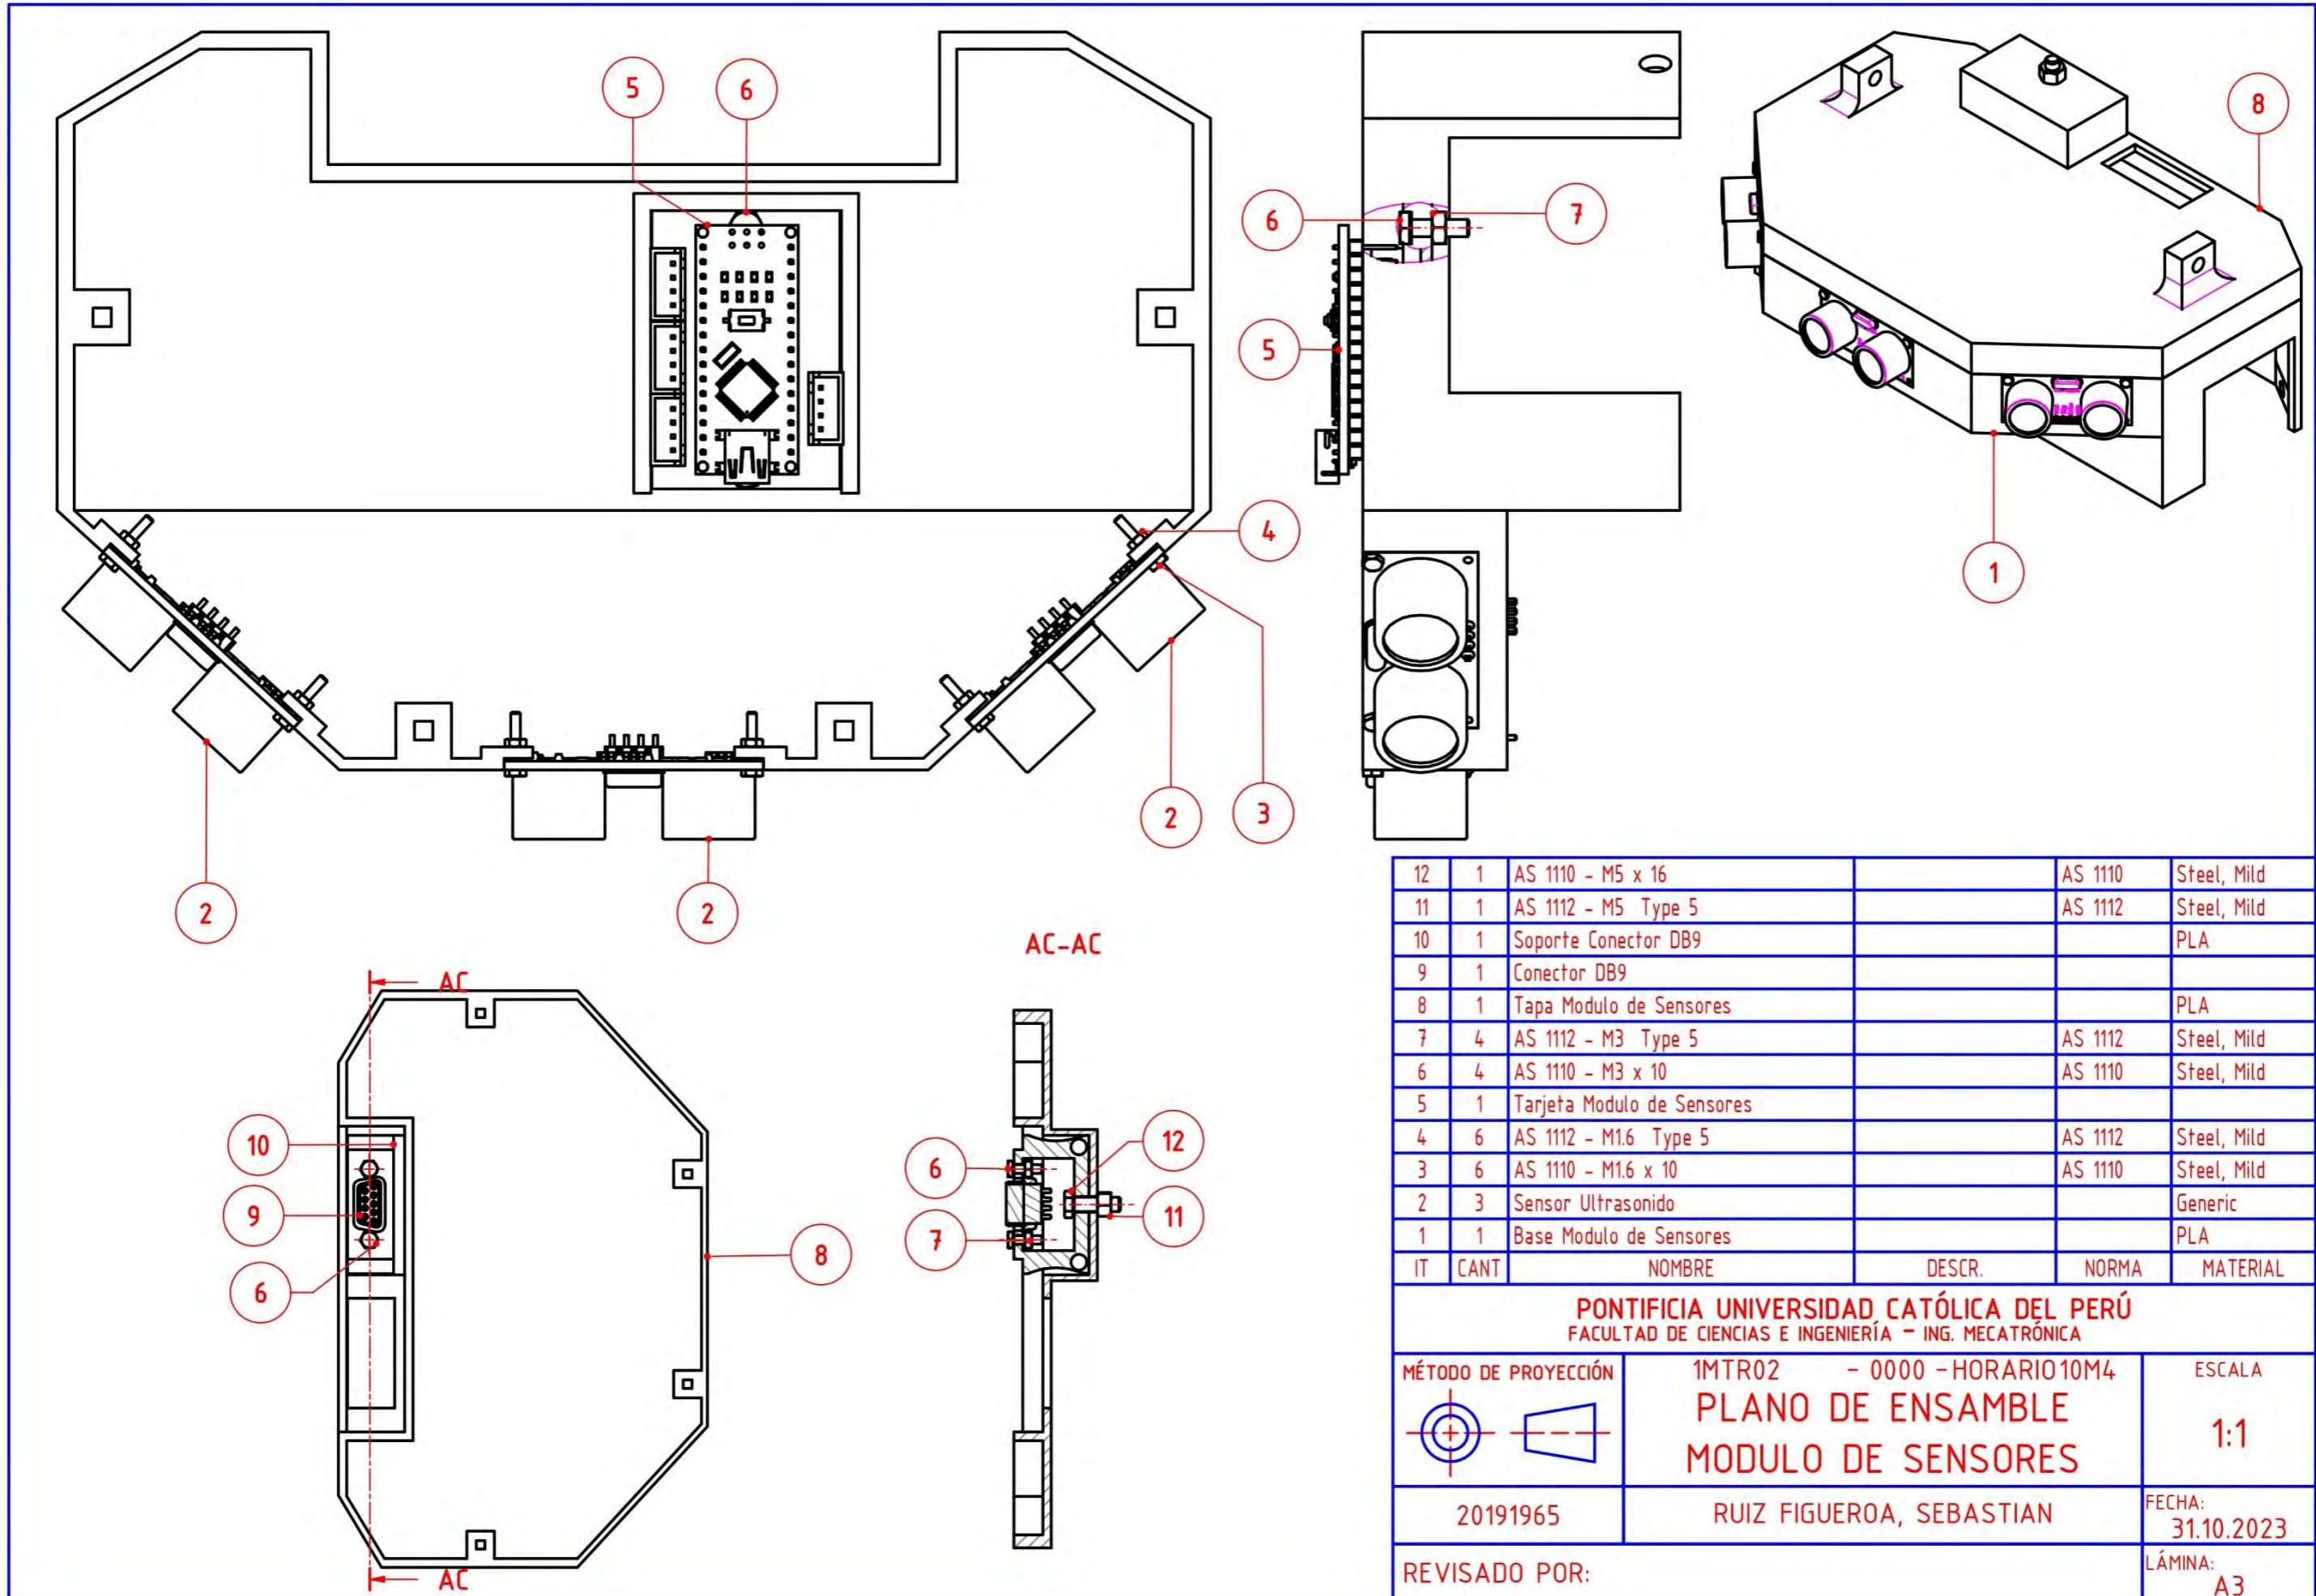 5
6
8
6
7
5
4
1
2
3
2
2
AC-AC
AC
10
9
6
8
AC
6
7
12
11
12 1 AS 1110 - M5 x 16 AS 1110 Steel, Mild
11 1 AS 1112 - M5 Type 5 AS 1112 Steel, Mild
10 1 Soporte Conector DB9 PLA
9 1 Conector DB9
8 1 Tapa Modulo de Sensores PLA
7 4 AS 1112 - M3 Type 5 AS 1112 Steel, Mild
6 4 AS 1110 - M3 x 10 AS 1110 Steel, Mild
5 1 Tarjeta Modulo de Sensores
4 6 AS 1112 - M1.6 Type 5 AS 1112 Steel, Mild
3 6 AS 1110 - M1.6 x 10 AS 1110 Steel, Mild
2 3 Sensor Ultrasonido Generic
1 1 Base Modulo de Sensores PLA
IT CANT NOMBRE DESCR. NORMA MATERIAL
PONTIFICIA UNIVERSIDAD CATÓLICA DEL PERÚ
FACULTAD DE CIENCIAS E INGENIERÍA - ING. MECATRÓNICA
MÉTODO DE PROYECCIÓN
1MTR02 - 0000 -HORARIO10M4
PLANO DE ENSAMBLE
MODULO DE SENSORES
ESCALA
1:1
20191965
RUIZ FIGUEROA, SEBASTIAN
FECHA:
31.10.2023
REVISADO POR:
LÁMINA:
A3